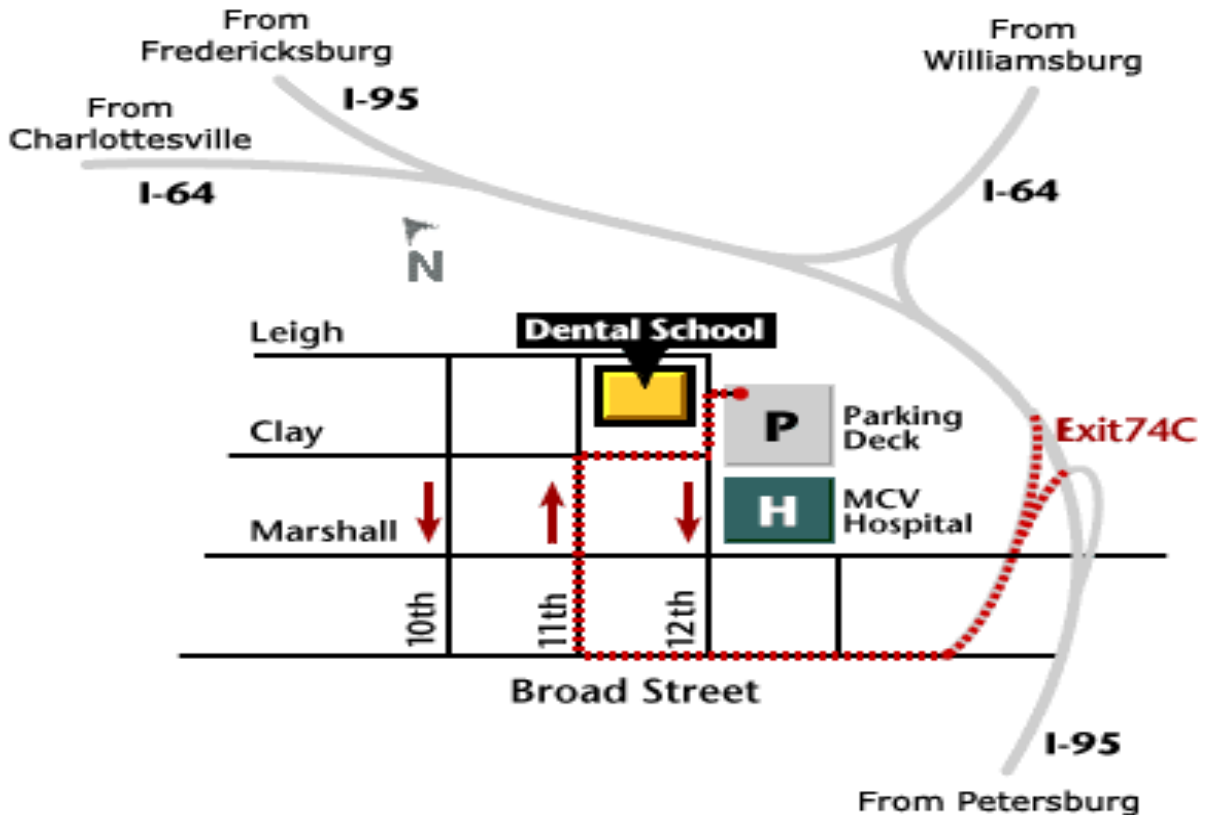 From
Fredericksburg
I-95
From
Williamsburg
From
Charlottesville
I-64
I-64
N
Leigh
Dental School
Clay
P
Parking
Deck
Exit74C
Marshall
H
MCV
Hospital
10th
11th
12th
Broad Street
I-95
From Petersburg